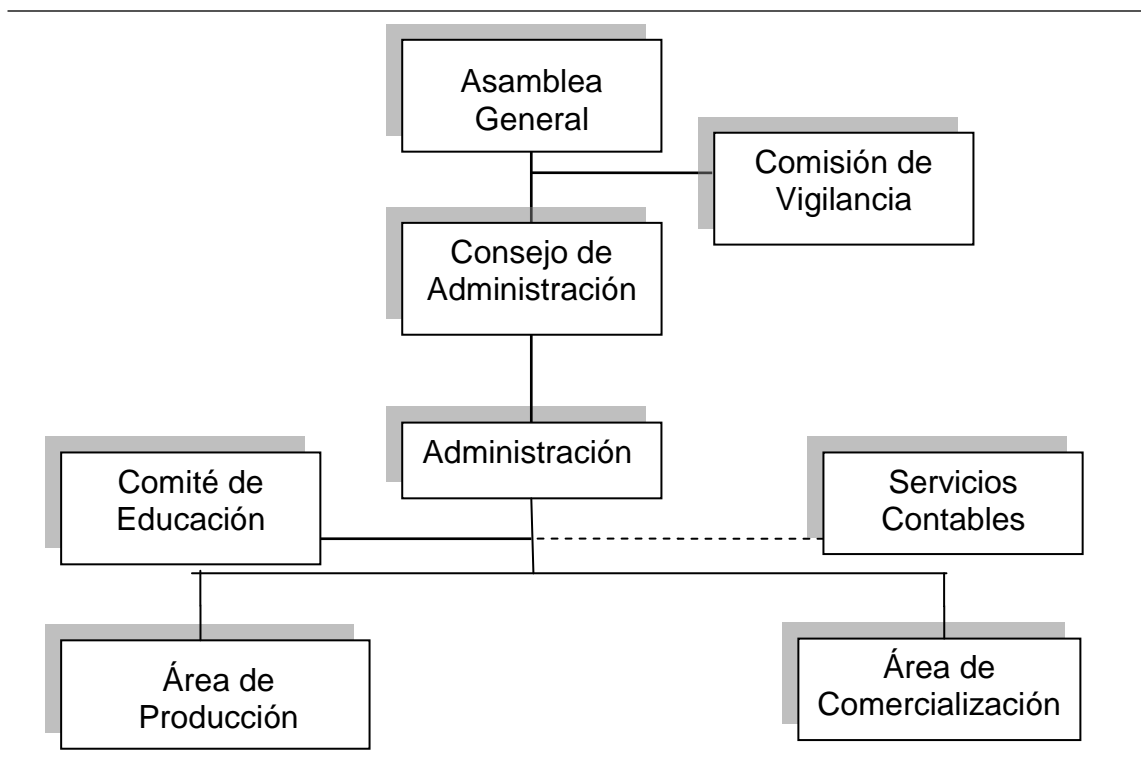 Asamblea
General
Comisión de
Vigilancia
Consejo de
Administración
Administración
Comité de
Educación
Servicios
Contables
Área de
Producción
Área de
Comercialización